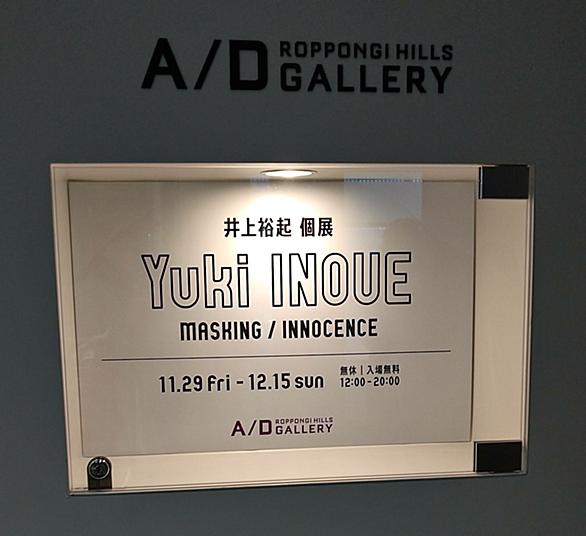 A/D ROPPONGI HILLS
GALLERY
井上裕起 個展
Yuki INOUE
MASKING / INNOCENCE
11.29 Fri - 12.15 sun
無休 | 入場無料
12:00-20:00
A/D ROPPONGI HILLS
GALLERY